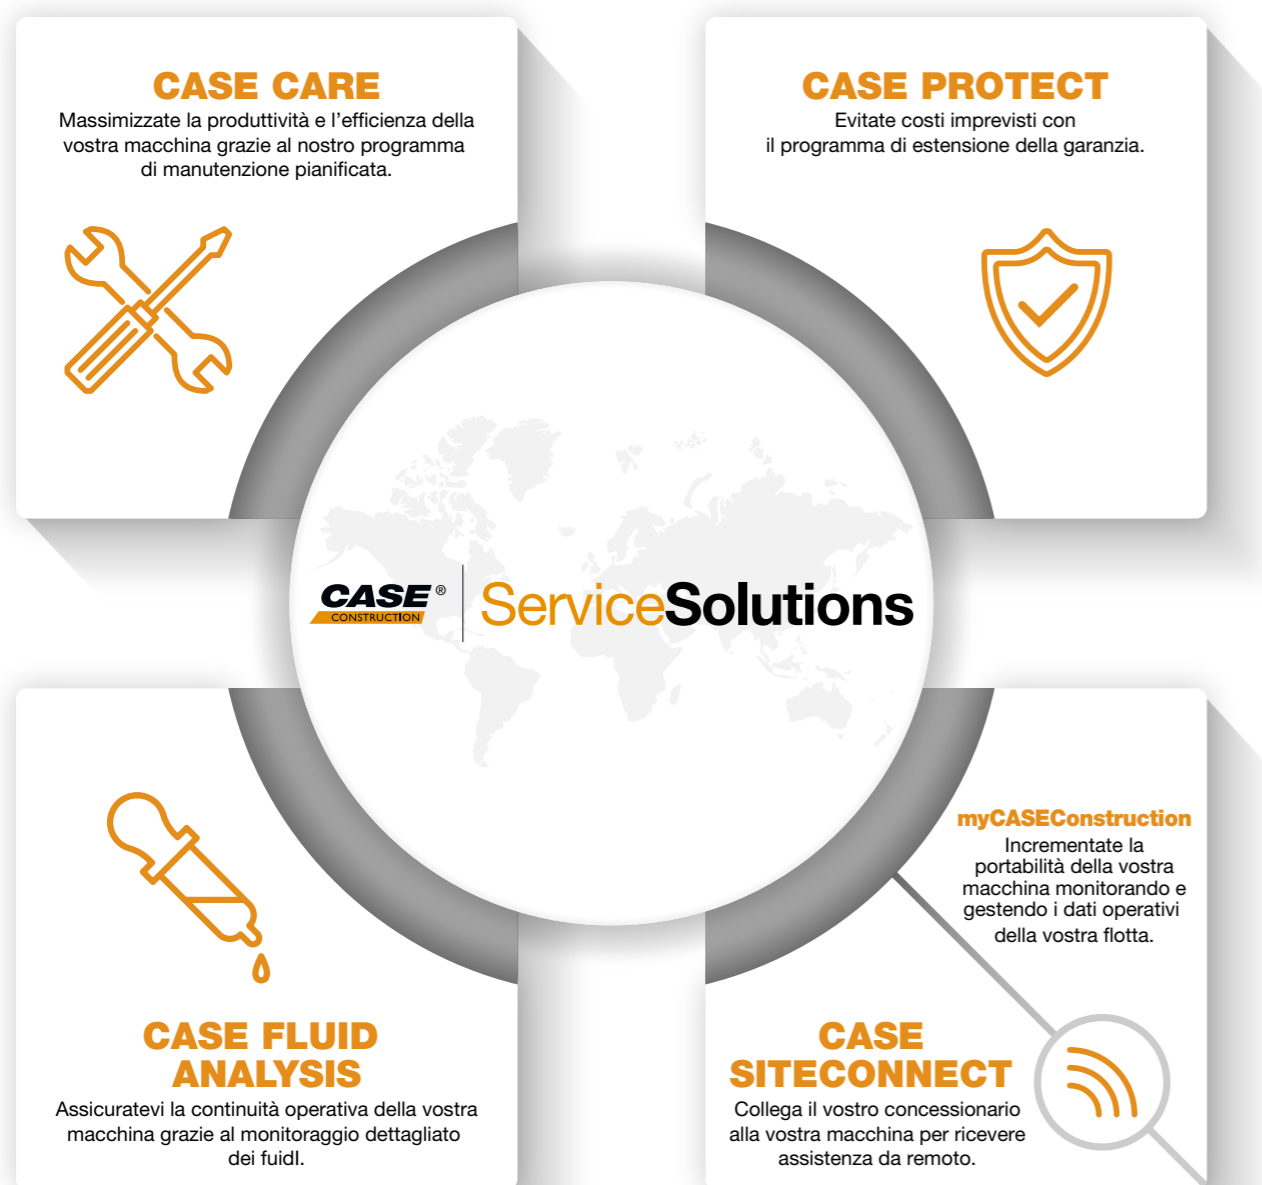 CASE CARE
Massimizzate la produttività e l'efficienza della
vostra macchina grazie al nostro programma
di manutenzione pianificata.
CASE PROTECT
Evitate costi imprevisti con
il programma di estensione della garanzia.
CASE®
CONSTRUCTION
ServiceSolutions
CASE FLUID
ANALYSIS
Assicuratevi la continuità operativa della vostra
macchina grazie al monitoraggio dettagliato
dei fuidI.
myCASEConstruction
Incrementate la
portabilità della vostra
macchina monitorando e
gestendo i dati operativi
della vostra flotta.
CASE
SITECONNECT
Collega il vostro concessionario
alla vostra macchina per ricevere
assistenza da remoto.